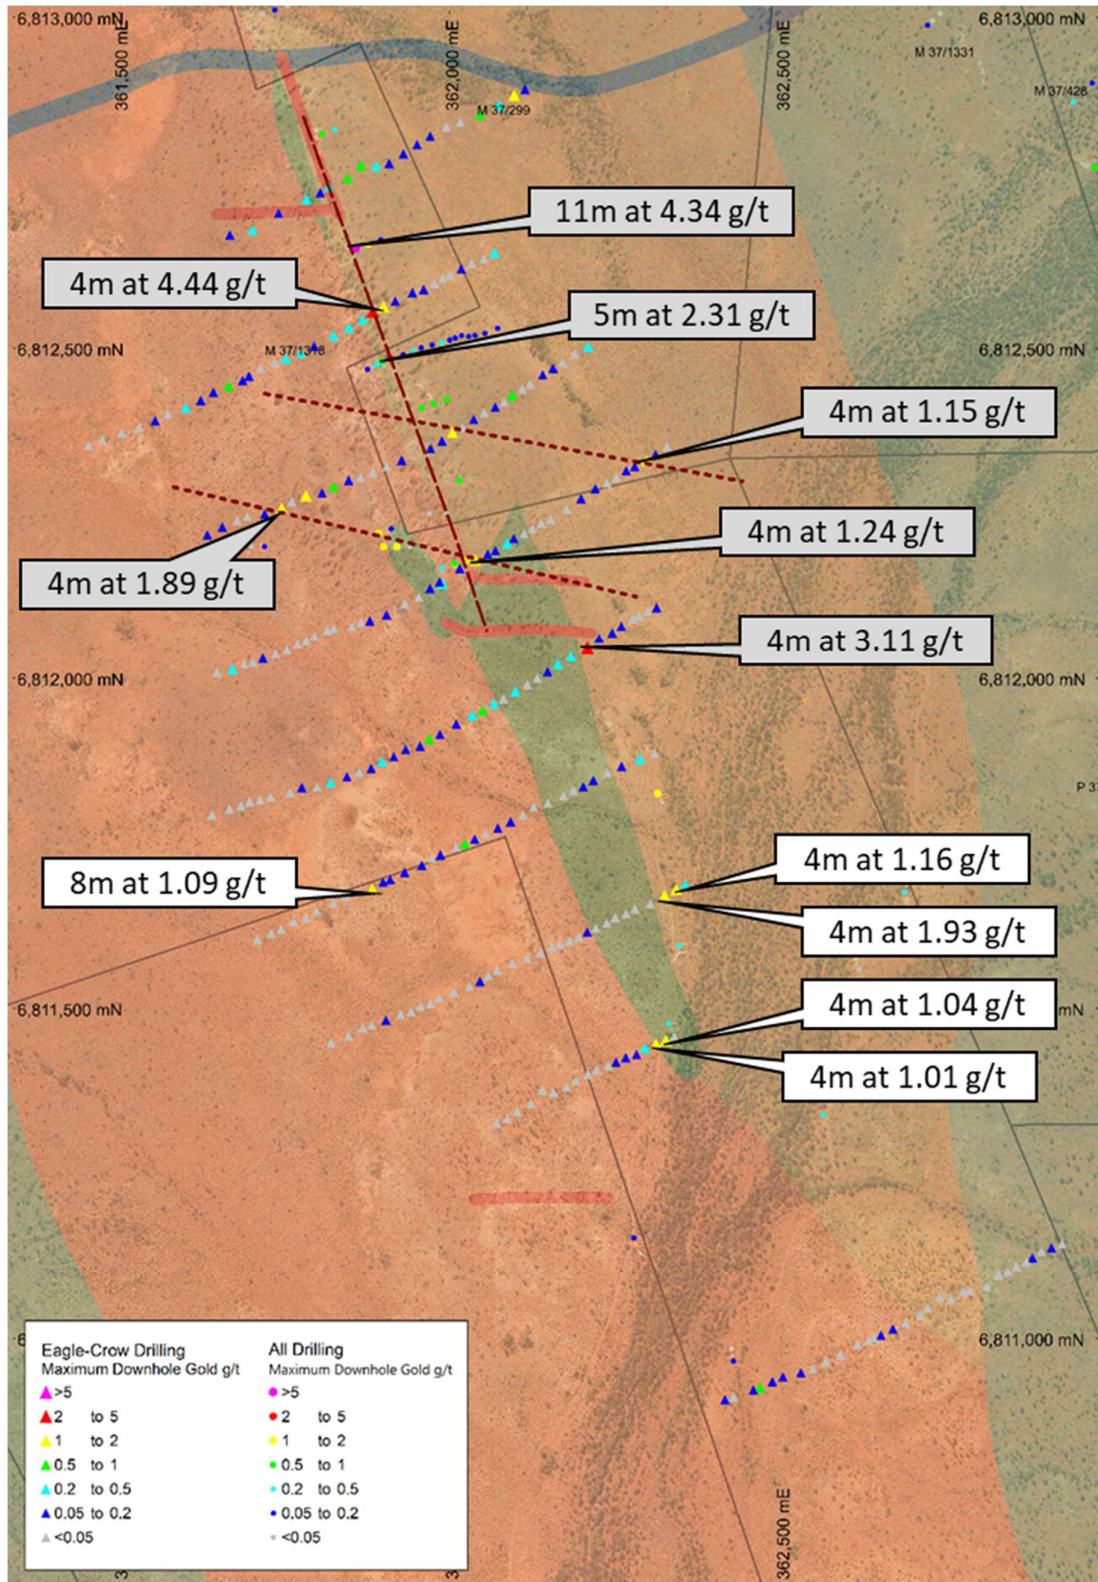 6,813,000 mN
361,500 mE
362,000 mE
362,500 mE
6,813,000 mN
M 37/1331
M 37/428
M 37/299
11m at 4.34 g/t
4m at 4.44 g/t
5m at 2.31 g/t
6,812,500 mN
M 37/1318
6,812,500 mN
4m at 1.15 g/t
4m at 1.24 g/t
4m at 1.89 g/t
4m at 3.11 g/t
6,812,000 mN
6,812,000 mN
P 37
4m at 1.16 g/t
8m at 1.09 g/t
4m at 1.93 g/t
6,811,500 mN
4m at 1.04 g/t
mN
4m at 1.01 g/t
6,811,000 mN
362,500 mE
Eagle-Crow Drilling
Maximum Downhole Gold g/t
>5
2 to 5
1 to 2
0.5 to 1
0.2 to 0.5
0.05 to 0.2
<0.05
All Drilling
Maximum Downhole Gold g/t
>5
2 to 5
1 to 2
0.5 to 1
0.2 to 0.5
0.05 to 0.2
<0.05